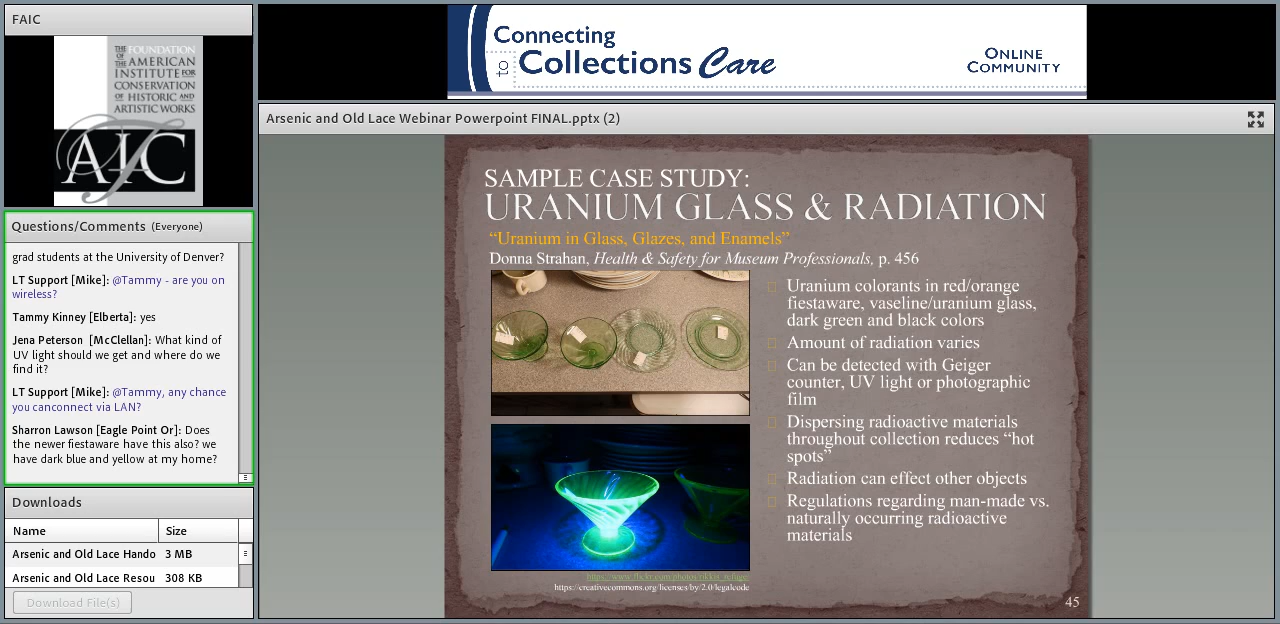 FAIC
THE FOUNDATION
OF THE AMERICAN
INSTITUTE FOR
CONSERVATION
OF HISTORIC AND
ARTISTIC WORKS
AIC
Connecting
to Collections Care
ONLINE
COMMUNITY
Questions/Comments (Everyone)
grad students at the University of Denver?
LT Support [Mike]: @Tammy - are you on
wireless?
Tammy Kinney [Elberta]: yes
Jena Peterson [McClellan]: What kind of
UV light should we get and where do we
find it?
LT Support [Mike]: @Tammy, any chance
you canconnect via LAN?
Sharron Lawson [Eagle Point Or]: Does
the newer fiestaware have this also? we
have dark blue and yellow at my home?
Downloads
Name Size
Arsenic and Old Lace Hando 3 MB
Arsenic and Old Lace Resou 308 KB
Download File(s)
Arsenic and Old Lace Webinar Powerpoint FINAL.pptx (2)
SAMPLE CASE STUDY:
URANIUM GLASS & RADIATION
“Uranium in Glass, Glazes, and Enamels”
Donna Strahan, Health & Safety for Museum Professionals, p. 456
Uranium colorants in red/orange
fiestaware, vaseline/uranium glass,
dark green and black colors
Amount of radiation varies
Can be detected with Geiger
counter, UV light or photographic
film
Dispersing radioactive materials
throughout collection reduces “hot
spots”
Radiation can effect other objects
Regulations regarding man-made vs.
naturally occurring radioactive
materials
https://creativecommons.org/licenses/by/2.0/legalcode
45